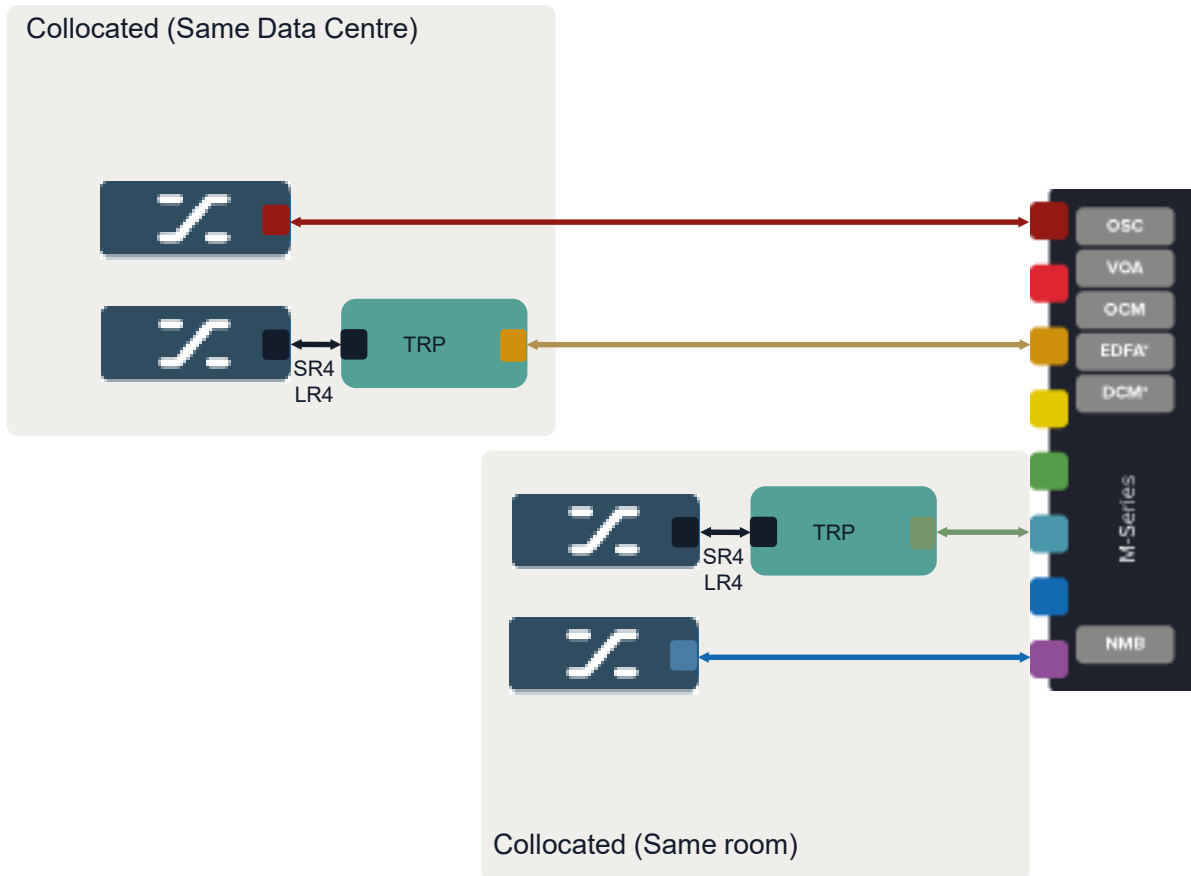 Collocated (Same Data Centre)
OSC
VOA
OCM
EDFA*
DCM*
TRP
SR4
LR4
M-Series
TRP
SR4
LR4
NMB
Collocated (Same room)